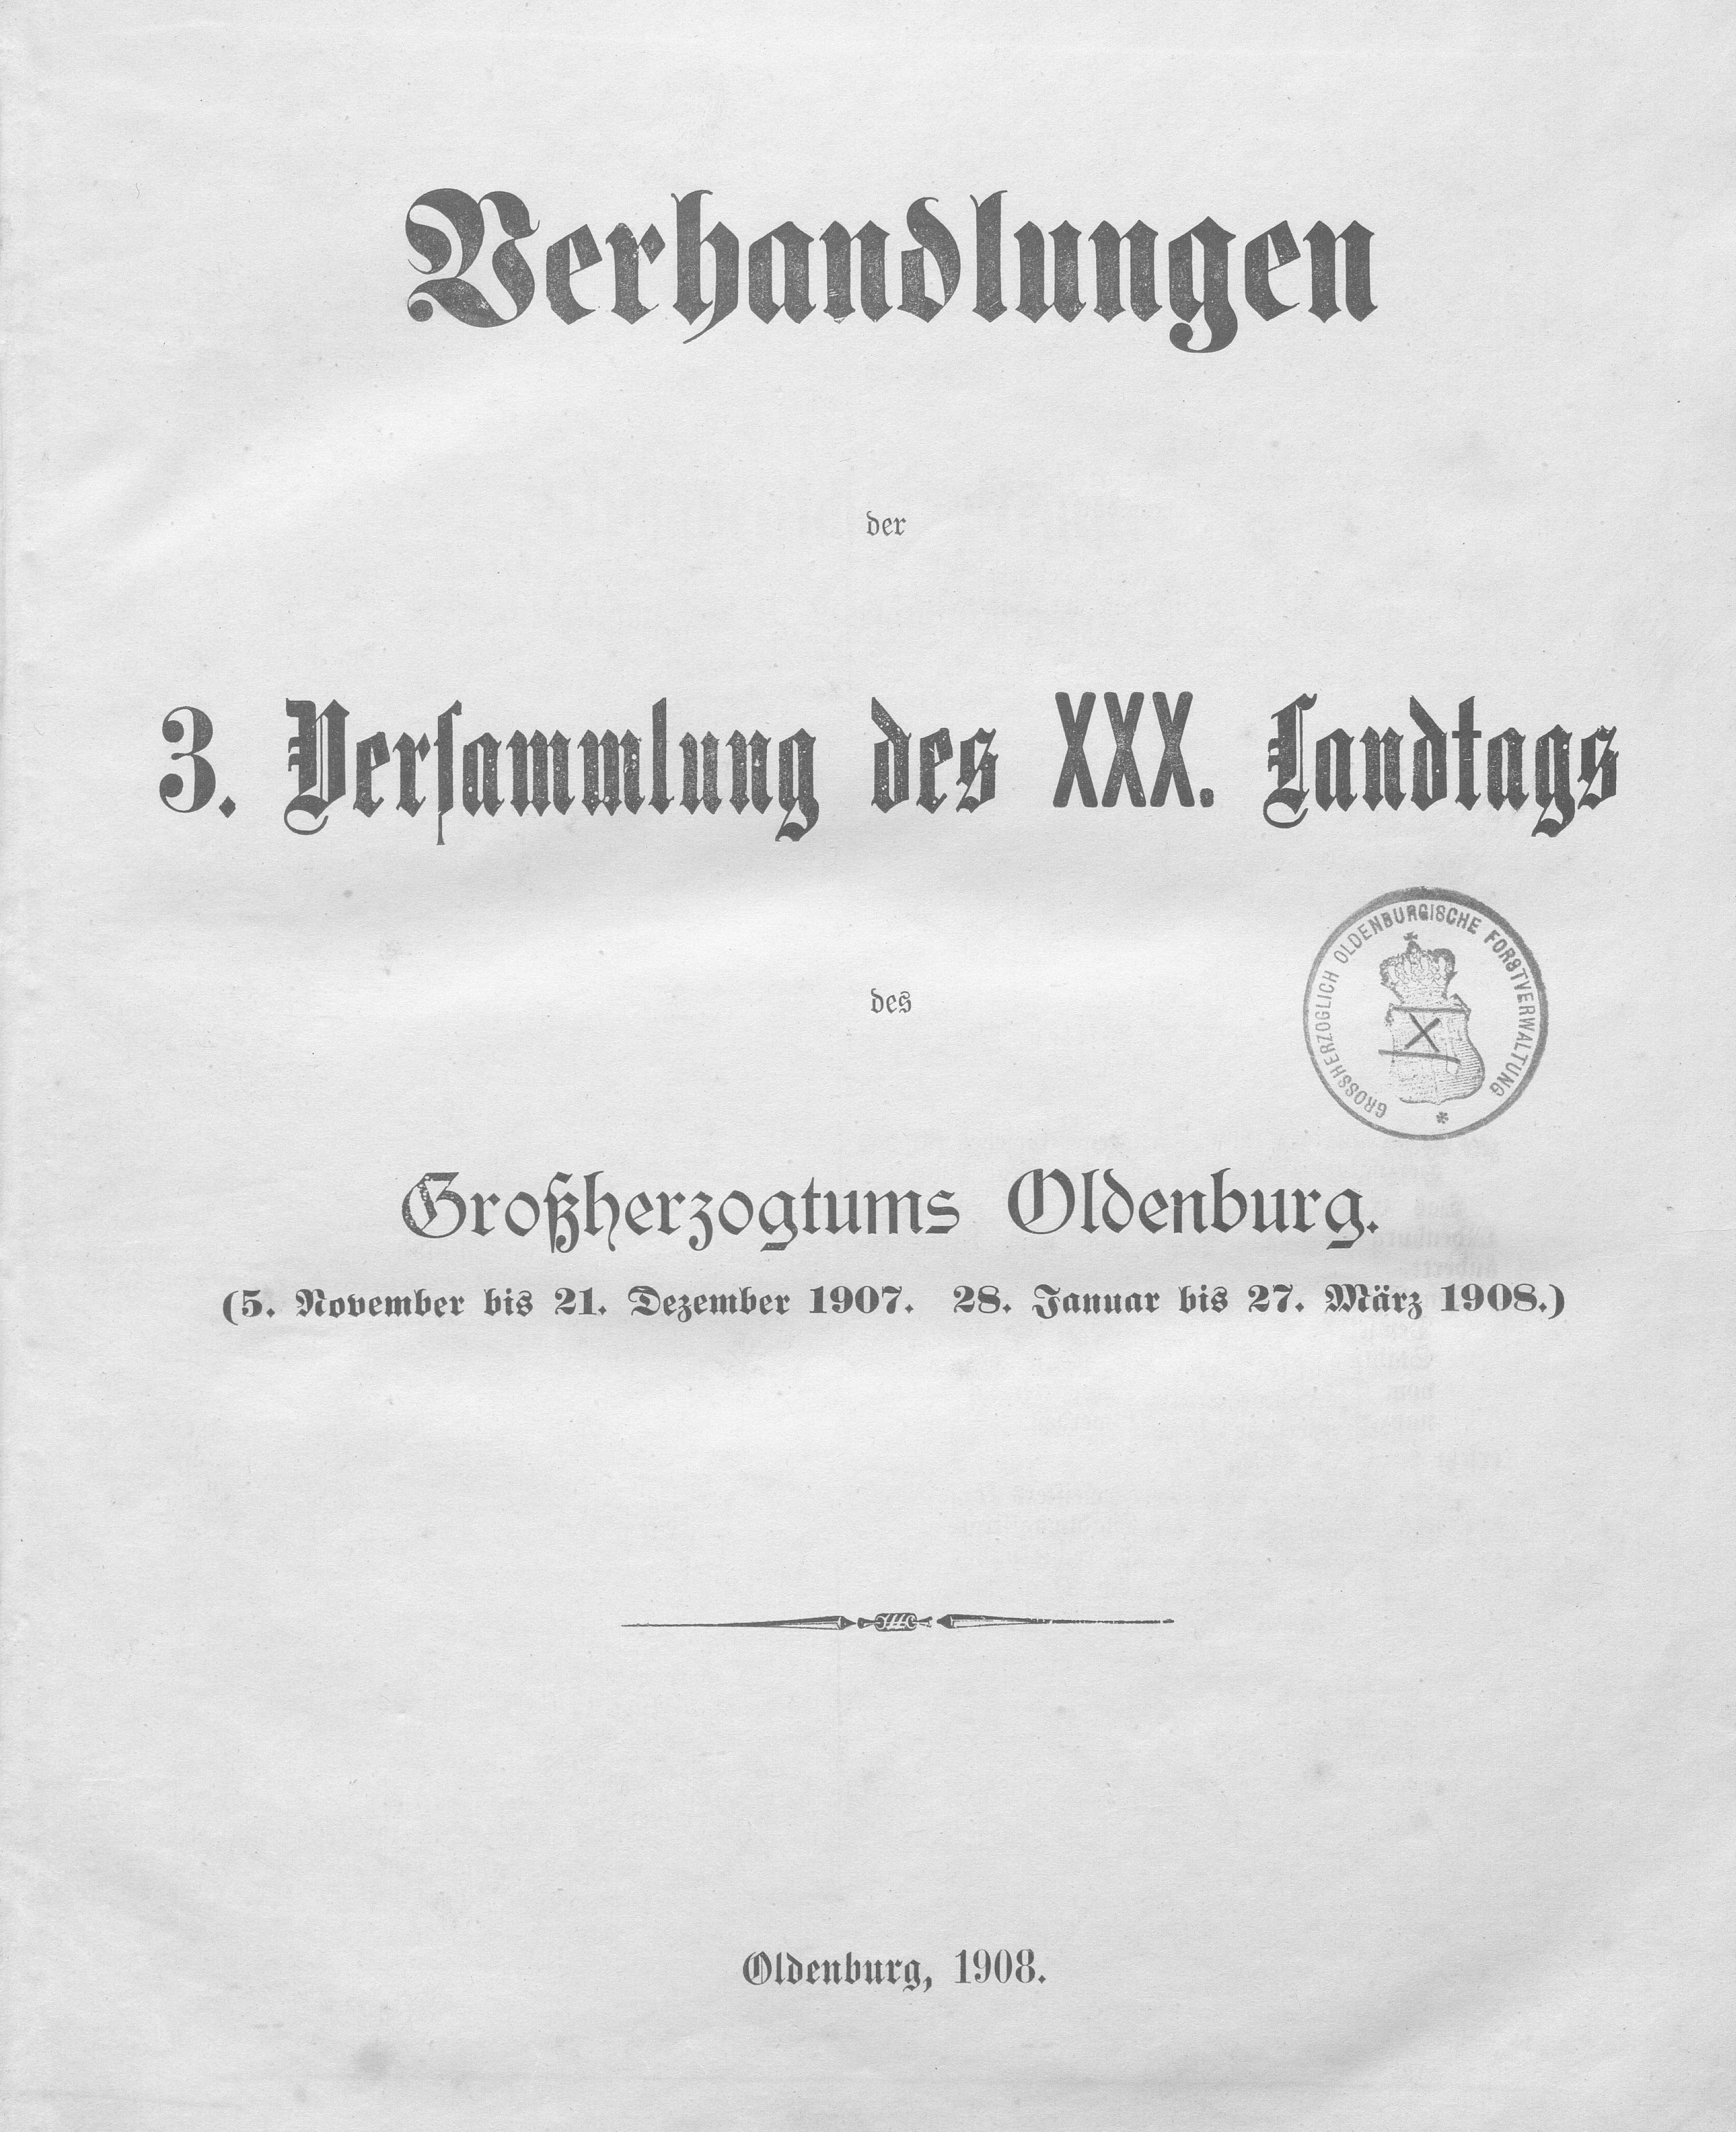 Verhandlungen
der
3. Versammlung des XXX. Landtags
des
GROSSHERZOGLICH OLDENBURGISCHE FORSTVERWALTUNG
X
Großherzogtums Oldenburg.
(5. November bis 21. Dezember 1907. 28. Januar bis 27. März 1908.)
Oldenburg, 1908.